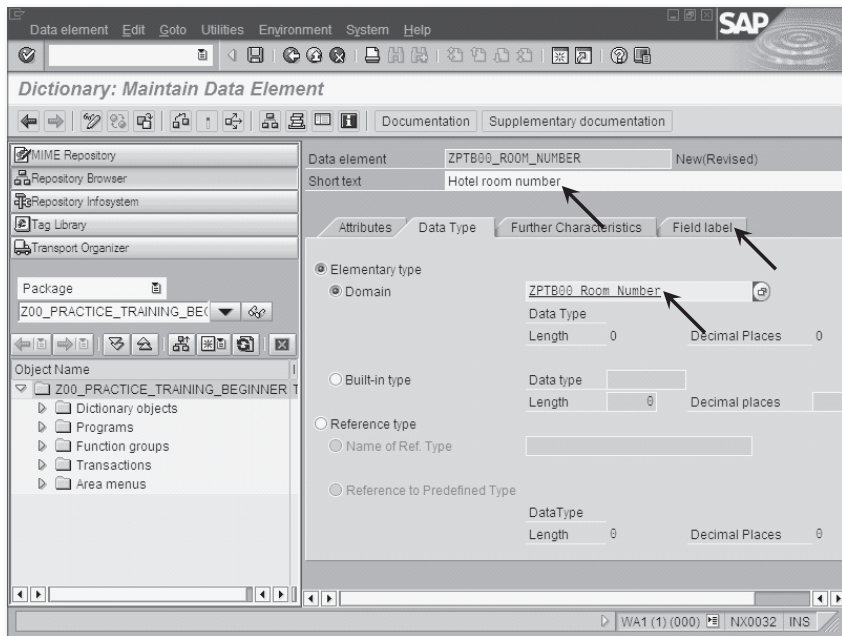 Data element Edit Goto Utilities Environment System Help
SAP
Dictionary: Maintain Data Element
Documentation Supplementary documentation
MIME Repository
Repository Browser
Repository Infosystem
Tag Library
Transport Organizer
Package
Z00_PRACTICE_TRAINING_BE(
Object Name
Z00_PRACTICE_TRAINING_BEGINNER T
Dictionary objects
Programs
Function groups
Transactions
Area menus
Data element ZPTB00_ROOM_NUMBER New(Revised)
Short text Hotel room number
Attributes Data Type Further Characteristics Field label
Elementary type
Domain ZPTB00_Room_Number
Data Type
Length 0 Decimal Places 0
Built-in type Data type
Length 0 Decimal places
Reference type
Name of Ref. Type
Reference to Predefined Type
DataType
Length 0 Decimal Places 0
WA1 (1) (000) NX0032 INS